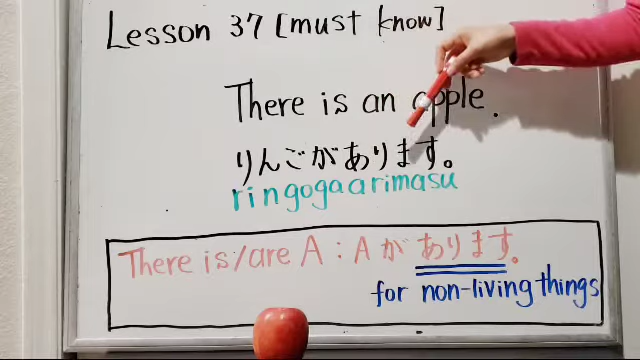 Lesson 37 [must know]
There is an apple.
りんごがあります。
ringogaarimasu
There is/are A : A が あります。
for non-living things